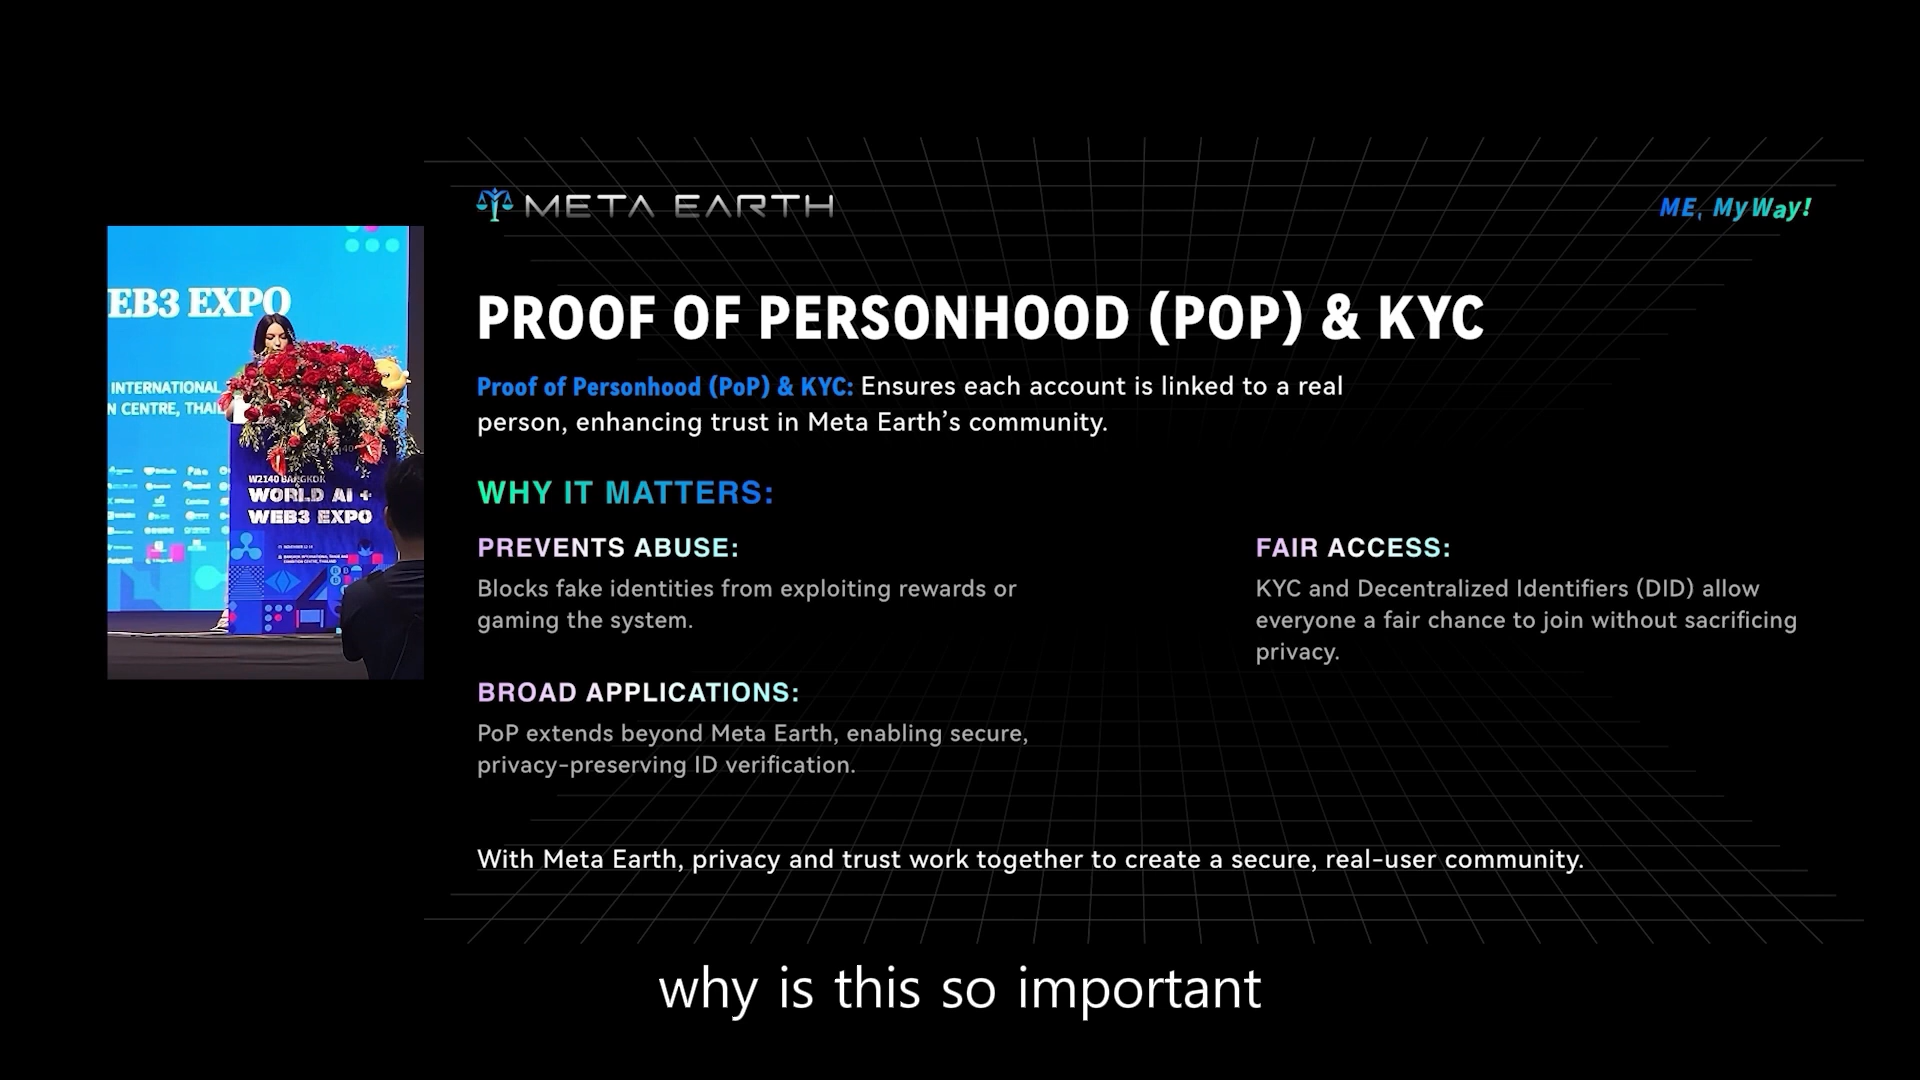 META EARTH
ME, MyWay!
PROOF OF PERSONHOOD (POP) & KYC
Proof of Personhood (PoP) & KYC: Ensures each account is linked to a real
person, enhancing trust in Meta Earth's community.
WHY IT MATTERS:
PREVENTS ABUSE:
Blocks fake identities from exploiting rewards or
gaming the system.
FAIR ACCESS:
KYC and Decentralized Identifiers (DID) allow
everyone a fair chance to join without sacrificing
privacy.
BROAD APPLICATIONS:
PoP extends beyond Meta Earth, enabling secure,
privacy-preserving ID verification.
With Meta Earth, privacy and trust work together to create a secure, real-user community.
EB3 EXPO
INTERNATIONAL
N CENTRE, THAIL
W2140 BANGKOK
WORLD AI +
WEB3 EXPO
why is this so important